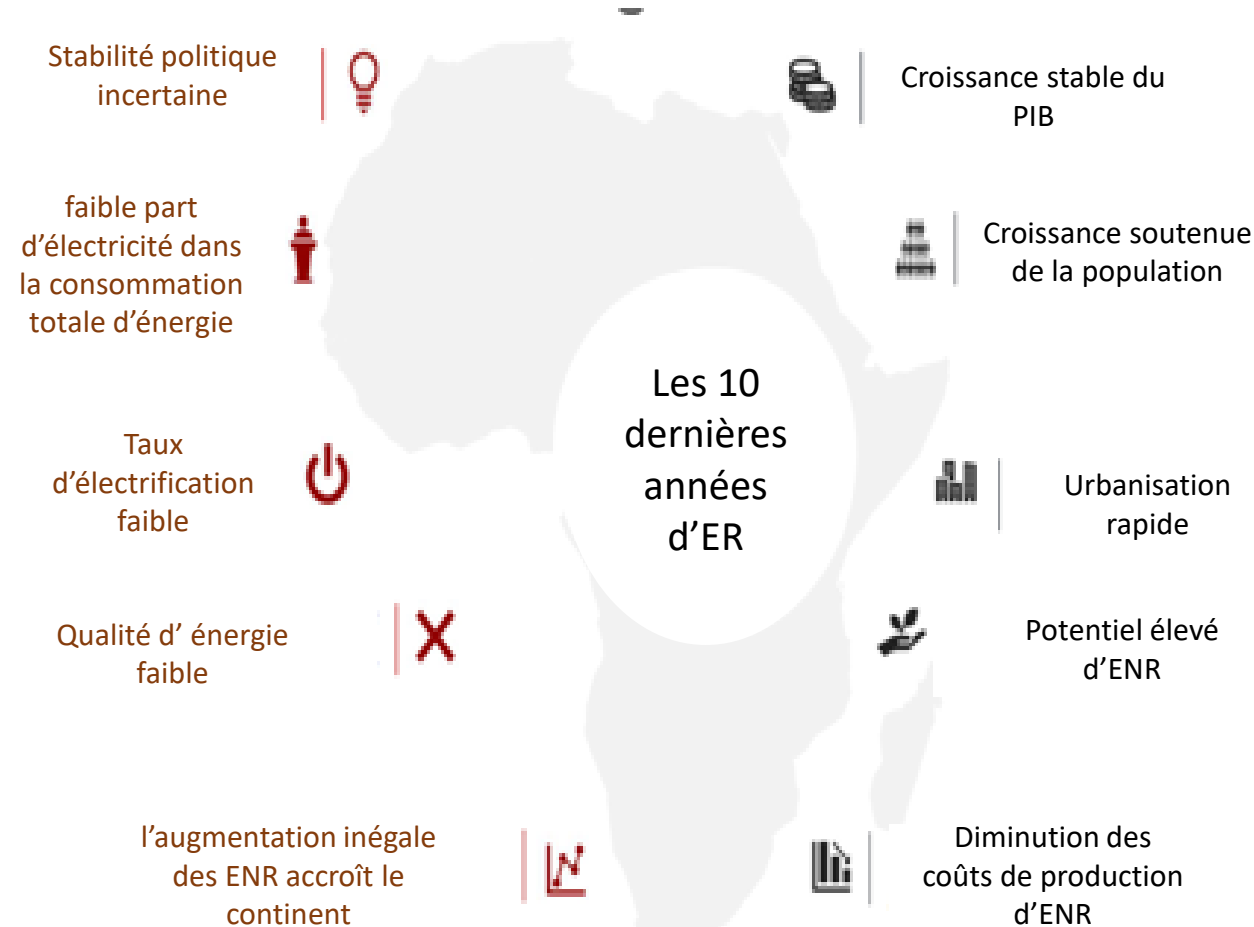 Stabilité politique
incertaine
faible part
d'électricité dans
la consommation
totale d'énergie
Taux
d'électrification
faible
Qualité d' énergie
faible
l'augmentation inégale
des ENR accroît le
continent
Les 10
dernières
années
d'ER
Croissance stable du
PIB
Croissance soutenue
de la population
Urbanisation
rapide
Potentiel élevé
d'ENR
Diminution des
coûts de production
d'ENR